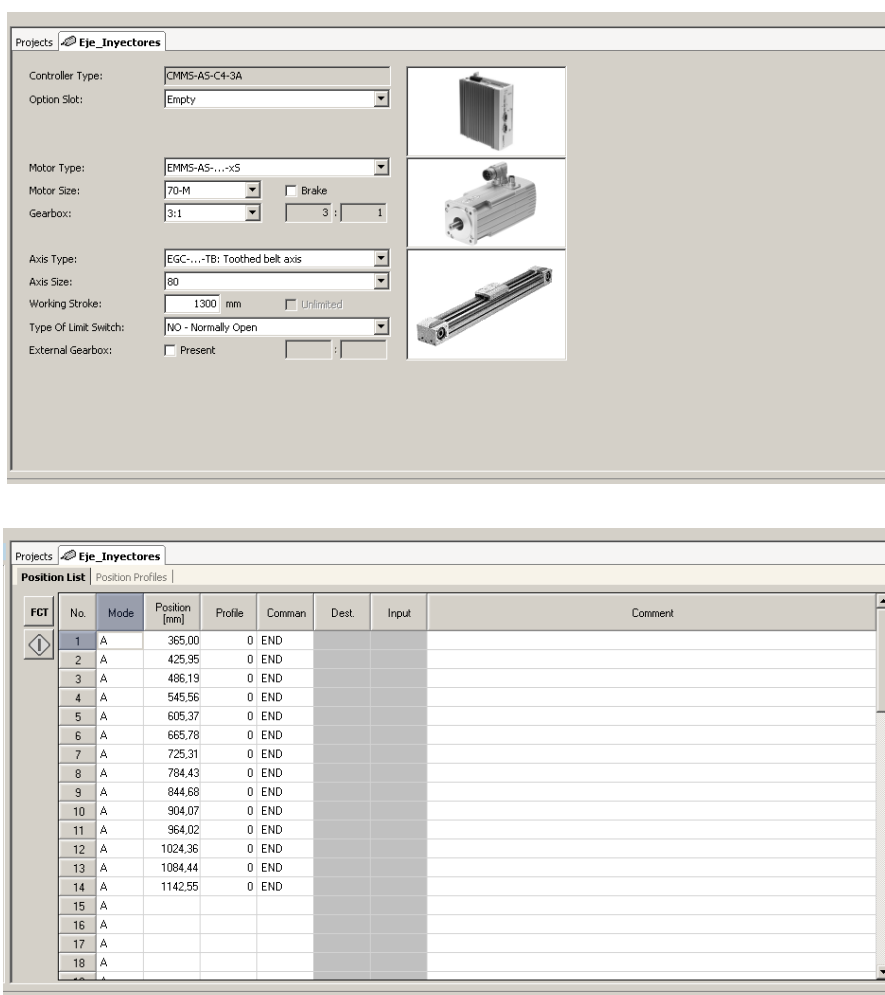 Projects Eje_Inyectores
Controller Type: CMMS-AS-C4-3A
Option Slot: Empty
Motor Type: EMMS-AS-...-xS
Motor Size: 70-M Brake
Gearbox: 3:1 3 : 1
Axis Type: EGC-...-TB: Toothed belt axis
Axis Size: 80
Working Stroke: 1300 mm Unlimited
Type Of Limit Switch: NO - Normally Open
External Gearbox: Present :
Projects Eje_Inyectores
Position List Position Profiles
FCT No. Mode Position [mm] Profile Comman Dest. Input Comment
1 A 365,00 0 END
2 A 425,95 0 END
3 A 486,19 0 END
4 A 545,56 0 END
5 A 605,37 0 END
6 A 665,78 0 END
7 A 725,31 0 END
8 A 784,43 0 END
9 A 844,68 0 END
10 A 904,07 0 END
11 A 964,02 0 END
12 A 1024,36 0 END
13 A 1084,44 0 END
14 A 1142,55 0 END
15 A
16 A
17 A
18 A